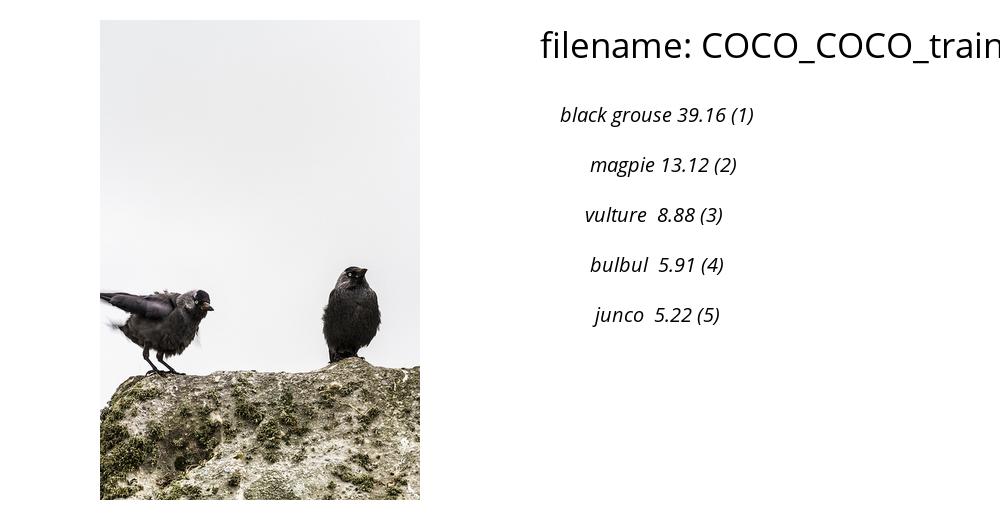 filename: COCO_COCO_train
black grouse 39.16 (1)
magpie 13.12 (2)
vulture 8.88 (3)
bulbul 5.91 (4)
junco 5.22 (5)